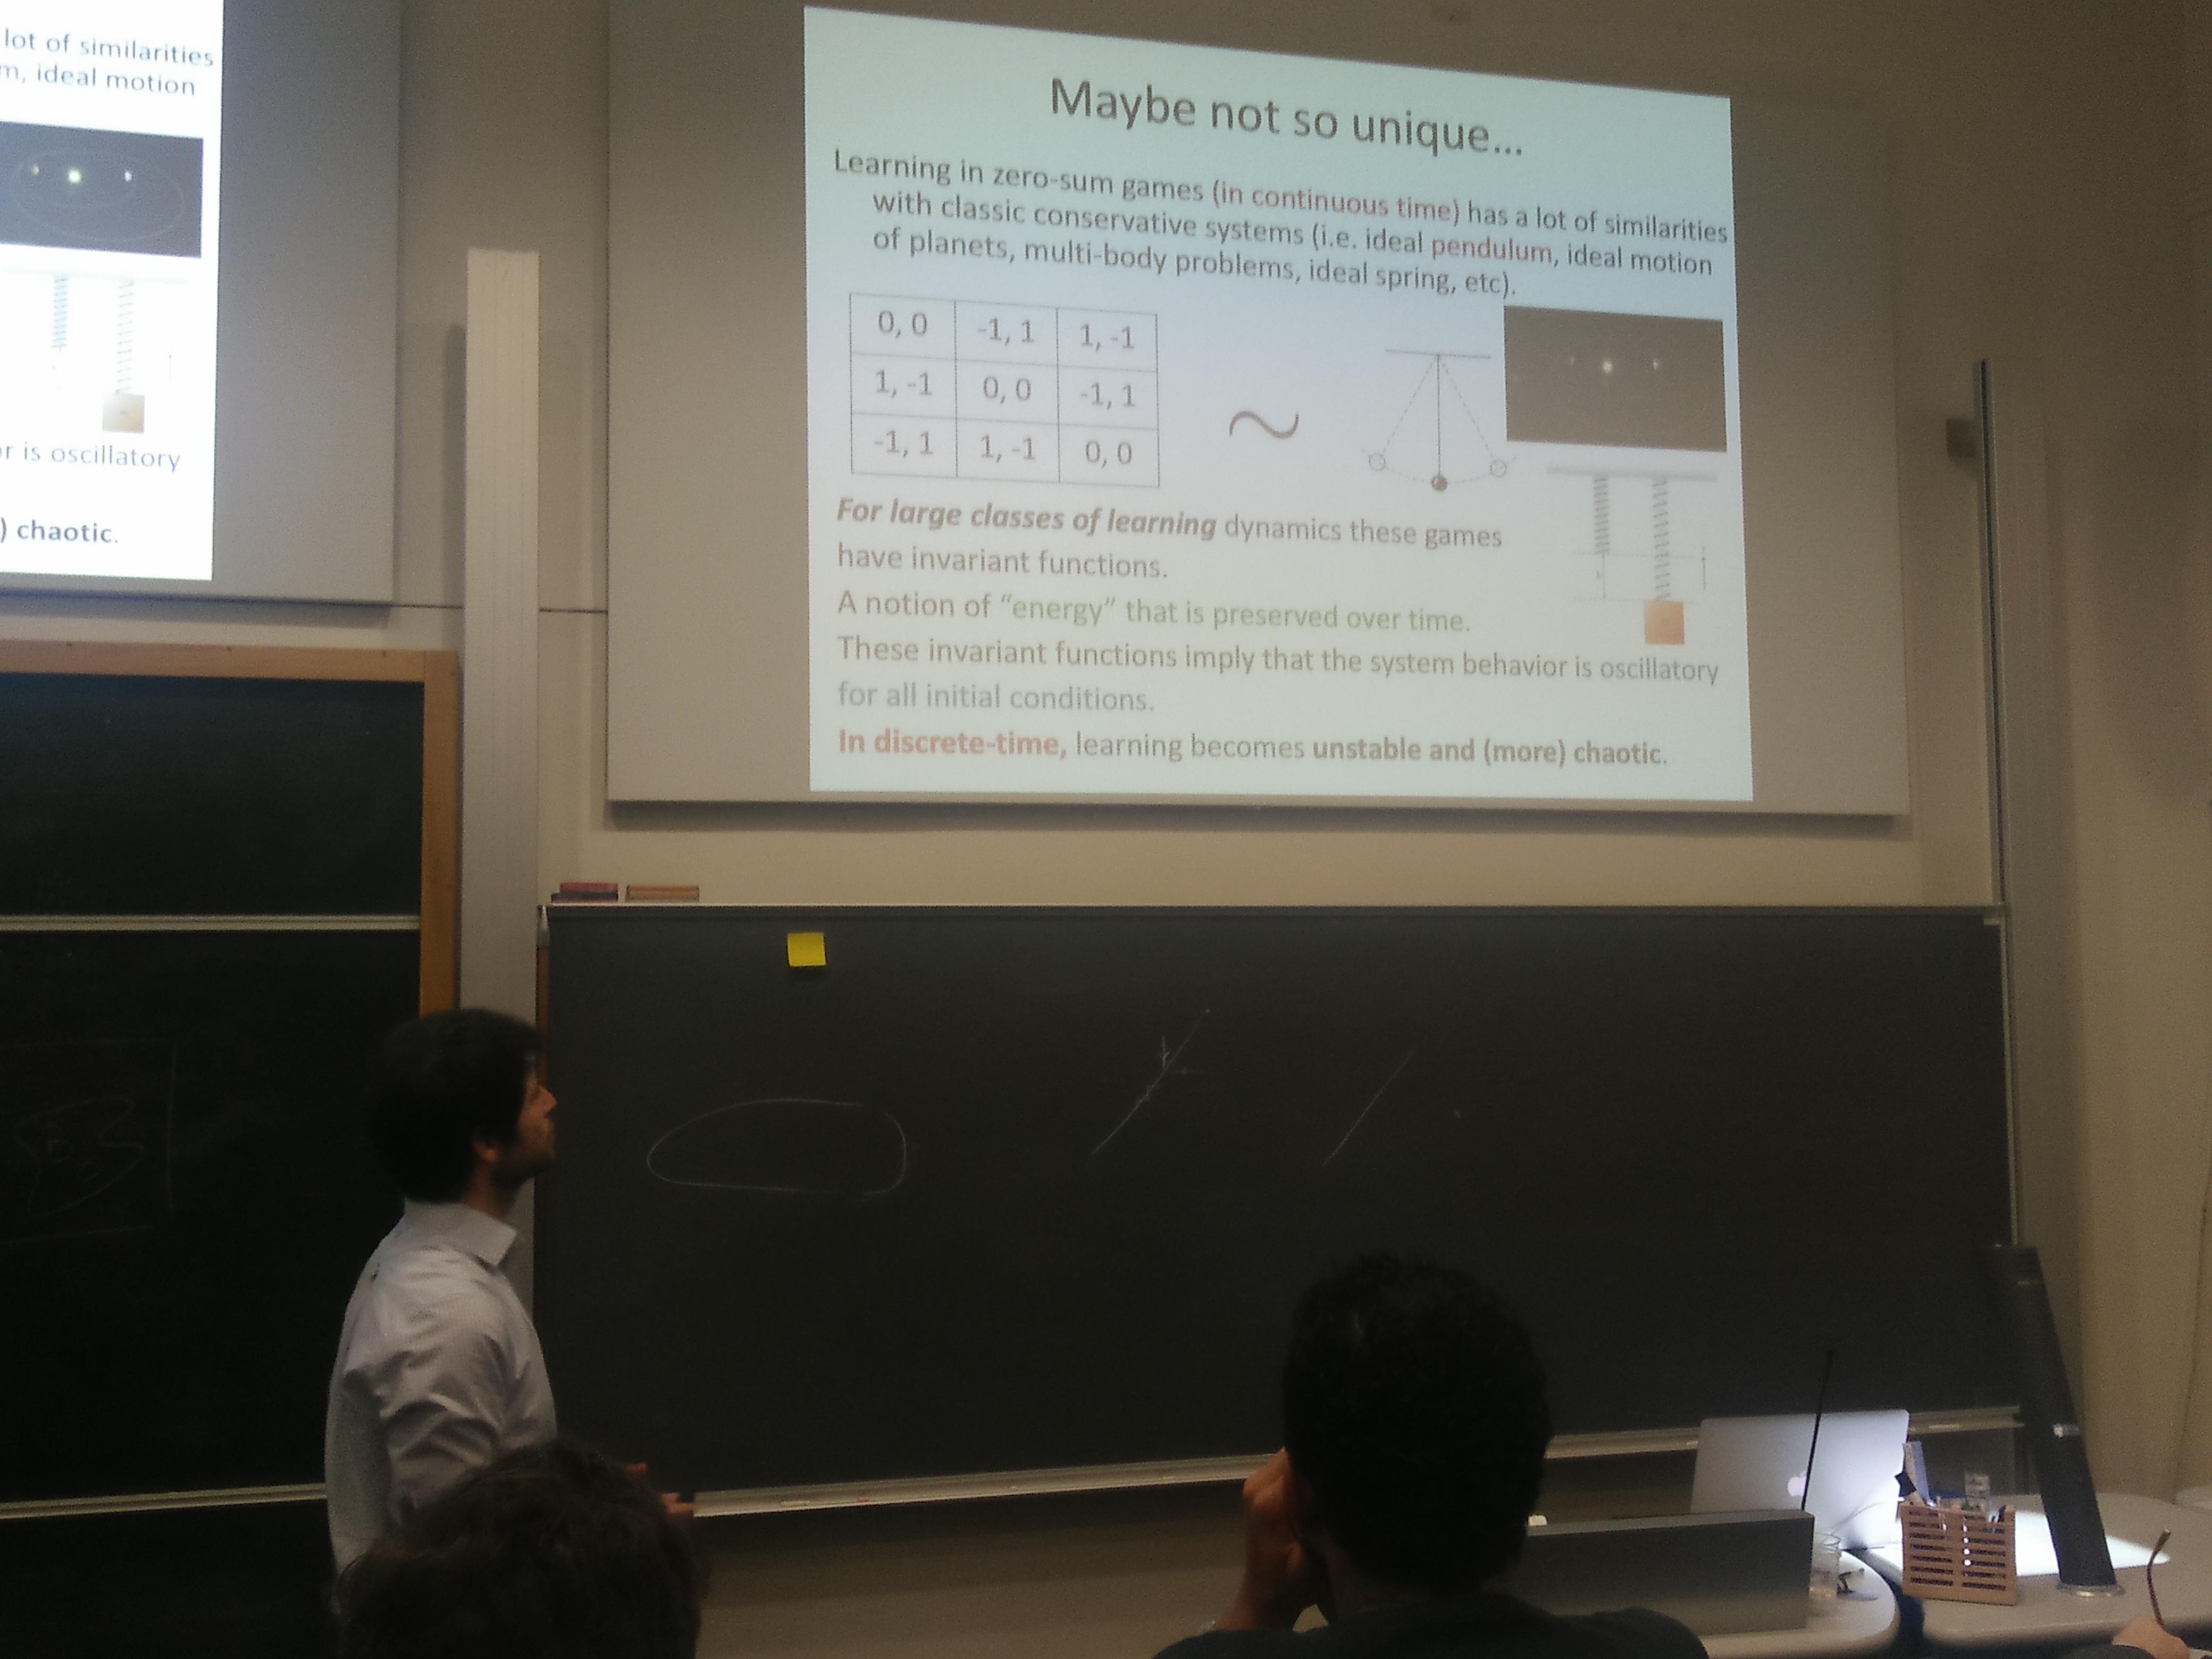 lot of similarities
m, ideal motion
r is oscillatory
) chaotic.
Maybe not so unique...
Learning in zero-sum games (in continuous time) has a lot of similarities
with classic conservative systems (i.e. ideal pendulum, ideal motion
of planets, multi-body problems, ideal spring, etc).
0, 0 -1, 1 1, -1
1, -1 0, 0 -1, 1
-1, 1 1, -1 0, 0
~
For large classes of learning dynamics these games
have invariant functions.
A notion of “energy” that is preserved over time.
These invariant functions imply that the system behavior is oscillatory
for all initial conditions.
In discrete-time, learning becomes unstable and (more) chaotic.